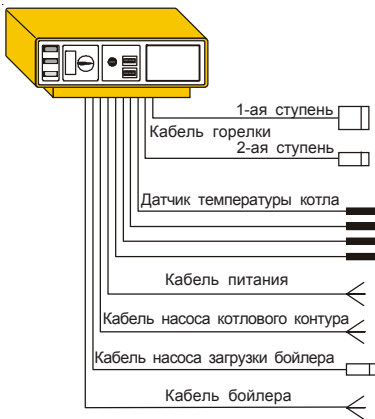 1-ая ступень
Кабель горелки
2-ая ступень
Датчик температуры котла
Кабель питания
Кабель насоса котлового контура
Кабель насоса загрузки бойлера
Кабель бойлера